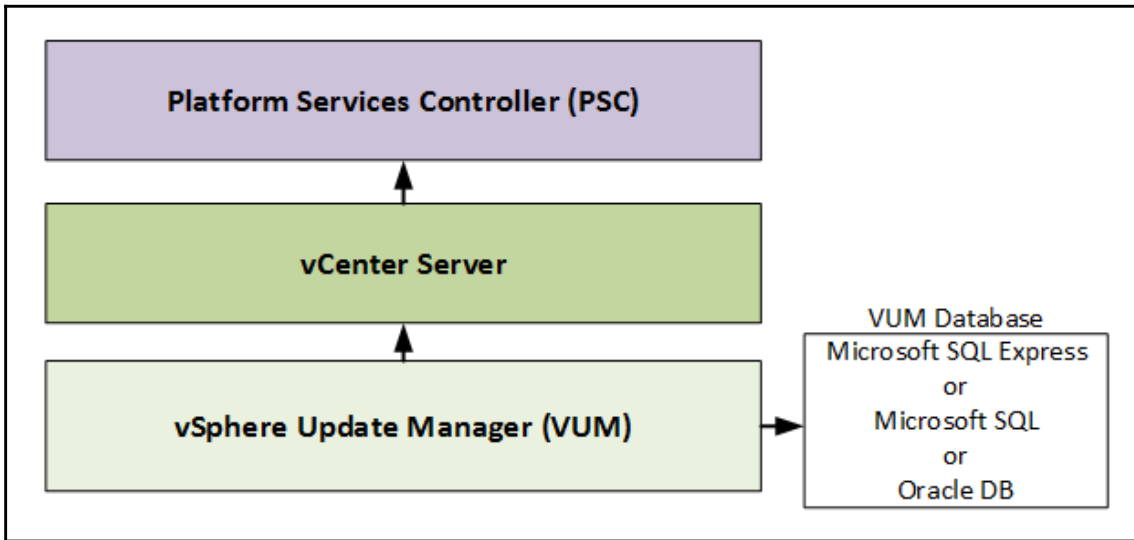 Platform Services Controller (PSC)
vCenter Server
vSphere Update Manager (VUM)
VUM Database
Microsoft SQL Express
or
Microsoft SQL
or
Oracle DB